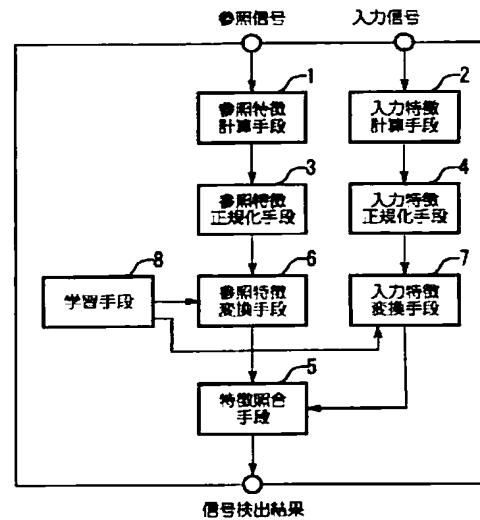 参照信号
入力信号
1
参照特徴
計算手段
2
入力特徴
計算手段
3
参照特徴
正規化手段
4
入力特徴
正規化手段
8
学習手段
6
参照特徴
変換手段
7
入力特徴
変換手段
5
特徴照合
手段
信号検出結果